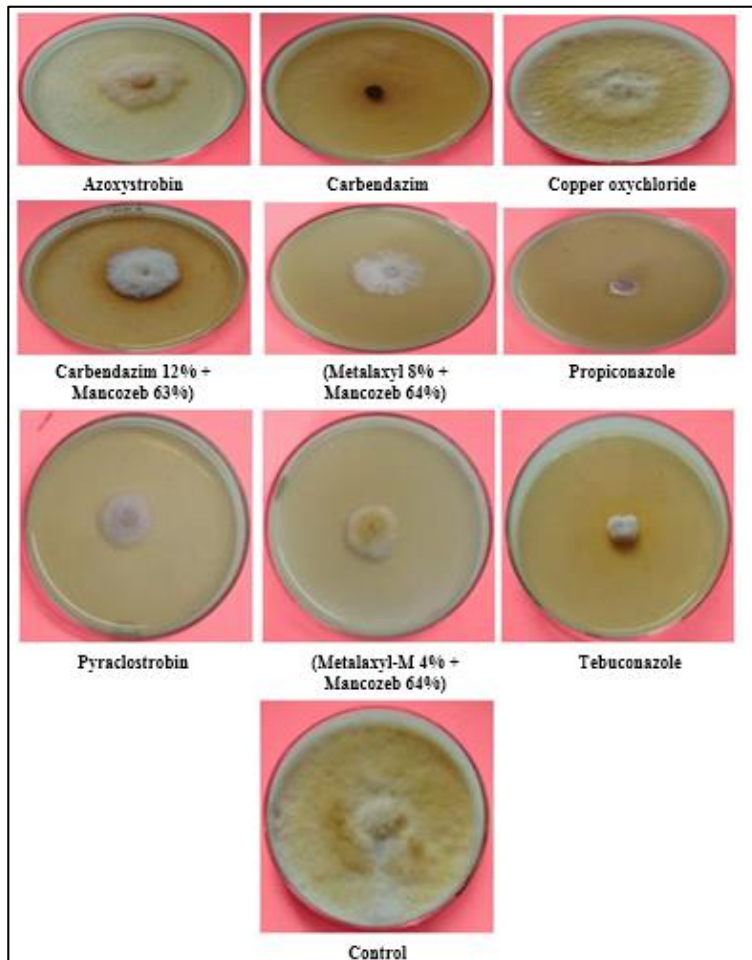 Azoxystrobin
Carbendazim
Copper oxychloride
Carbendazim 12% +
Mancozeb 63%)
(Metalaxyl 8% +
Mancozeb 64%)
Propiconazole
Pyraclostrobin
(Metalaxyl-M 4% +
Mancozeb 64%)
Tebuconazole
Control